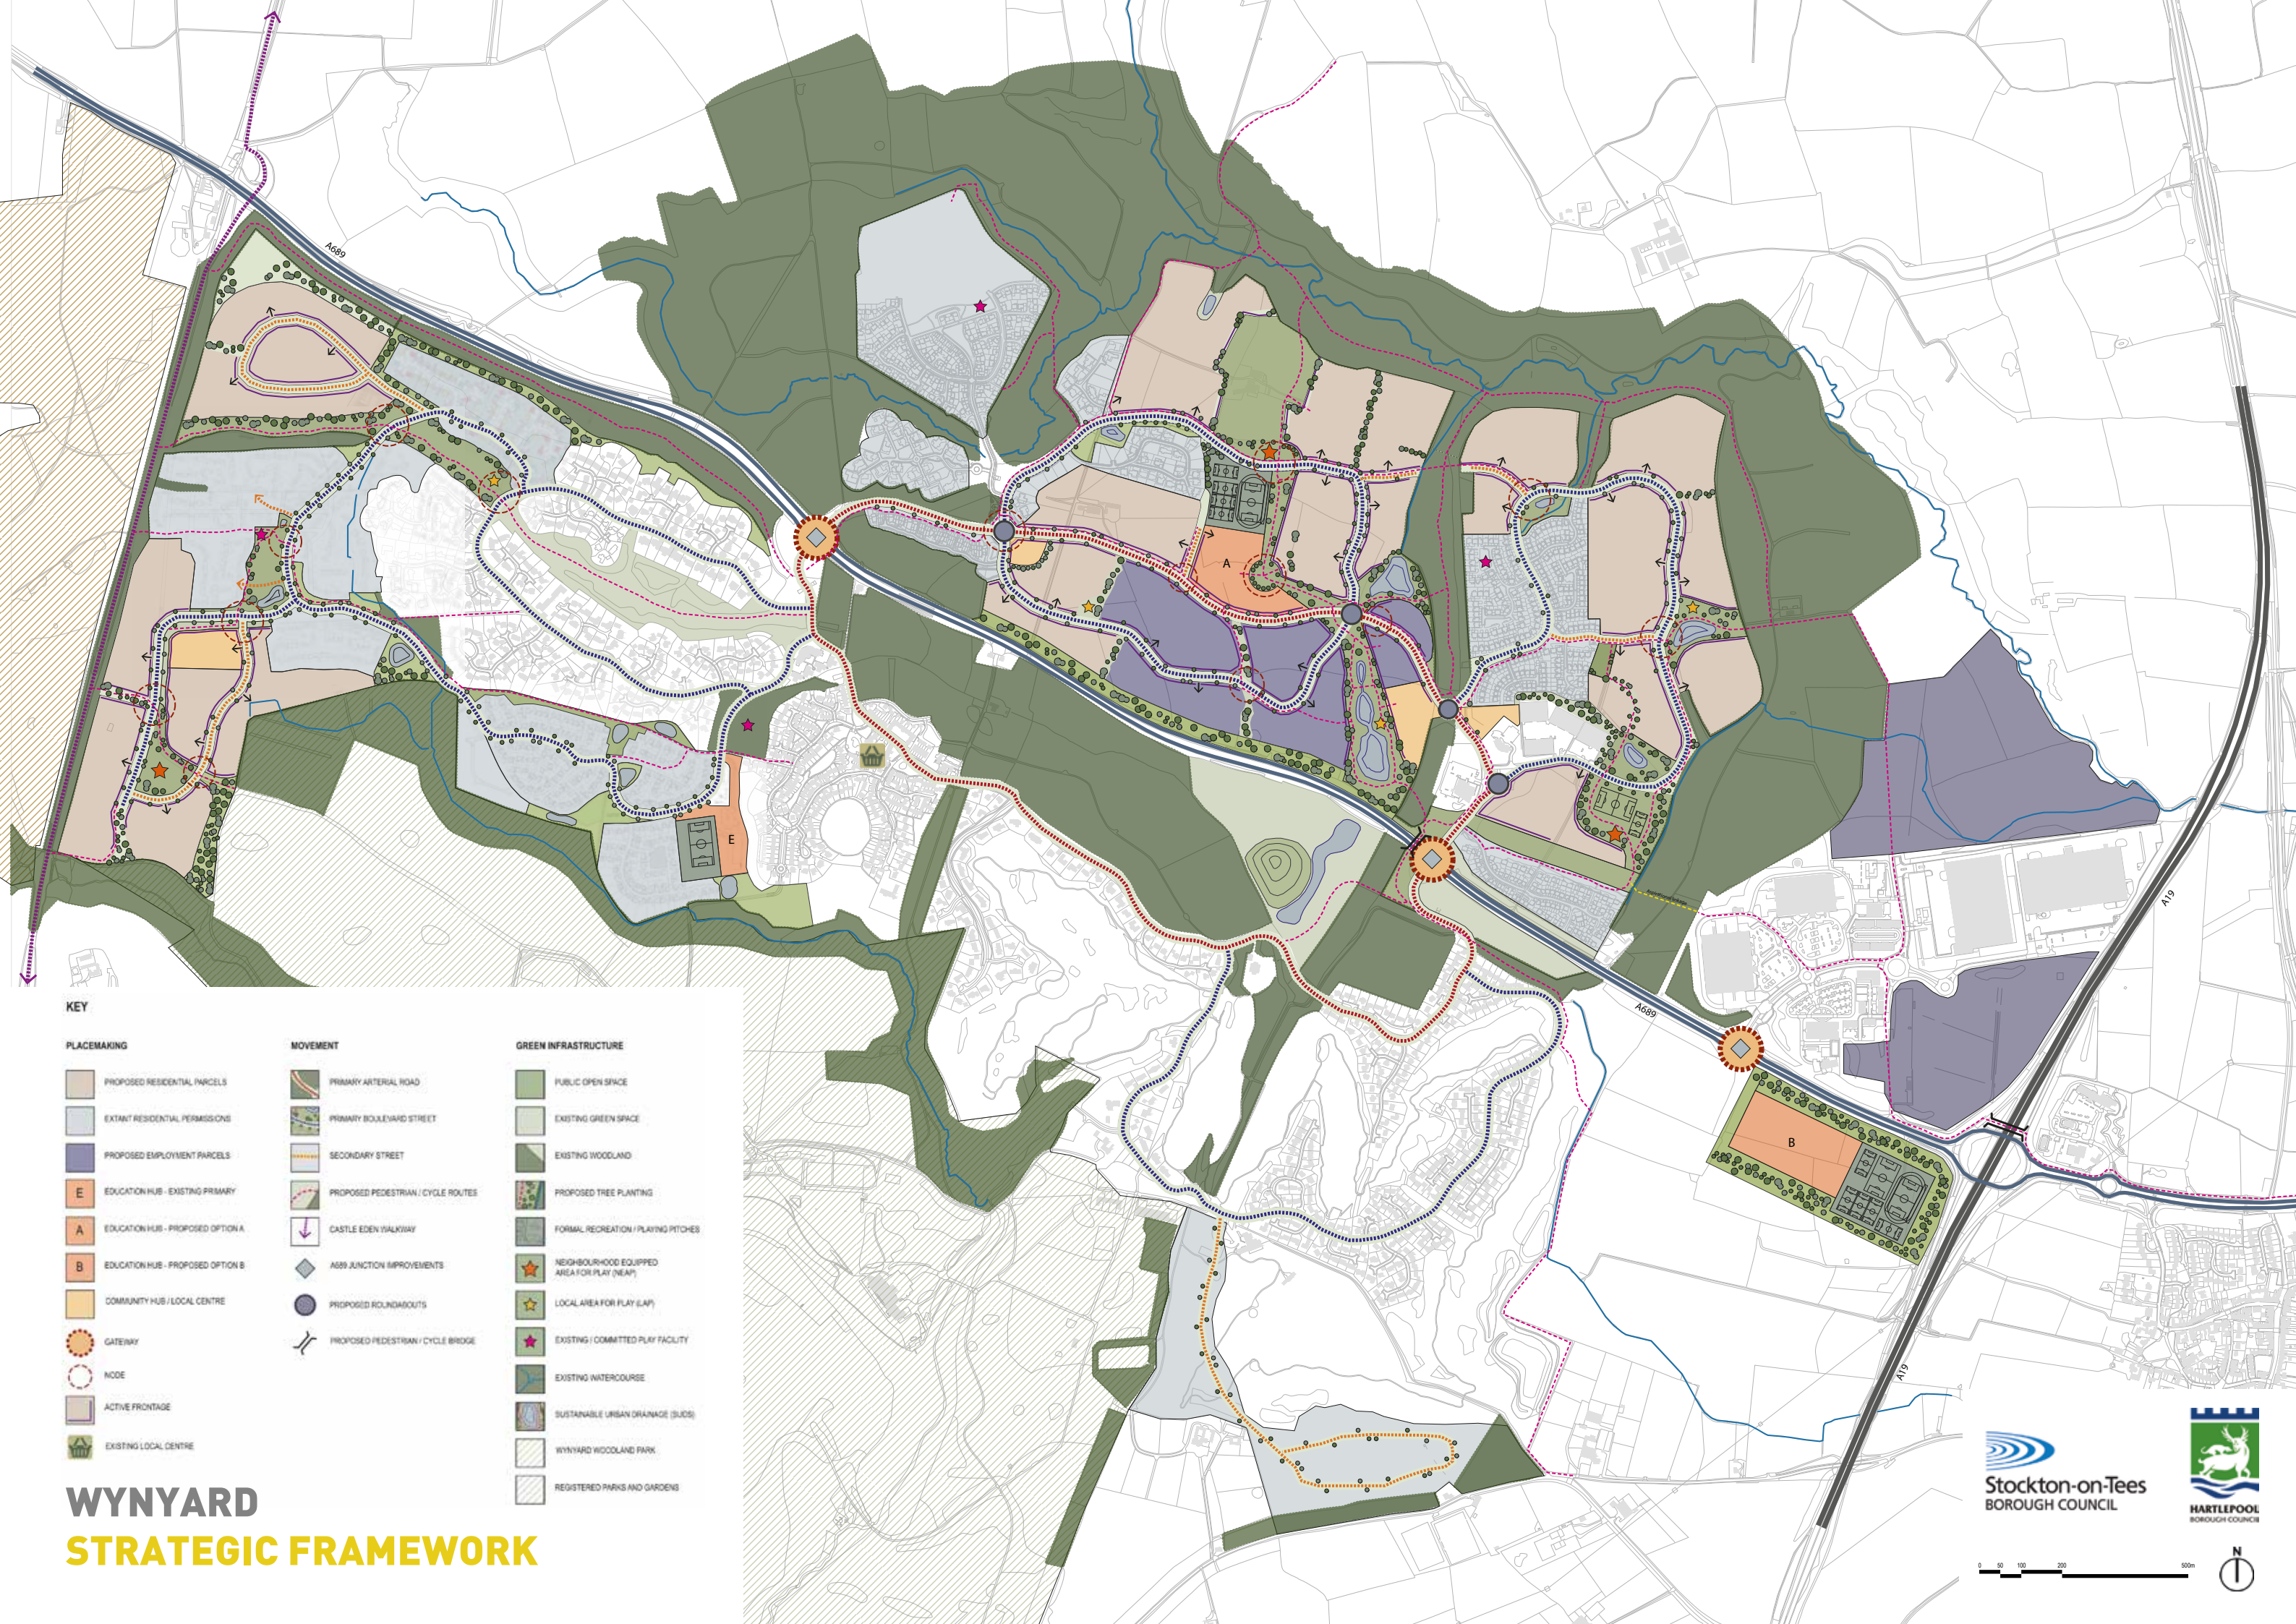 A689
A
E
A19
A689
B
A19
KEY
PLACEMAKING
PROPOSED RESIDENTIAL PARCELS
EXTANT RESIDENTIAL PERMISSIONS
PROPOSED EMPLOYMENT PARCELS
E EDUCATION HUB - EXISTING PRIMARY
A EDUCATION HUB - PROPOSED OPTION A
B EDUCATION HUB - PROPOSED OPTION B
COMMUNITY HUB / LOCAL CENTRE
GATEWAY
NODE
ACTIVE FRONTAGE
EXISTING LOCAL CENTRE
MOVEMENT
PRIMARY ARTERIAL ROAD
PRIMARY BOULEVARD STREET
SECONDARY STREET
PROPOSED PEDESTRIAN / CYCLE ROUTES
CASTLE EDEN WALKWAY
A689 JUNCTION IMPROVEMENTS
PROPOSED ROUNDABOUTS
PROPOSED PEDESTRIAN / CYCLE BRIDGE
GREEN INFRASTRUCTURE
PUBLIC OPEN SPACE
EXISTING GREEN SPACE
EXISTING WOODLAND
PROPOSED TREE PLANTING
FORMAL RECREATION / PLAYING PITCHES
NEIGHBOURHOOD EQUIPPED
AREA FOR PLAY (NEAP)
LOCAL AREA FOR PLAY (LAP)
EXISTING / COMMITTED PLAY FACILITY
EXISTING WATERCOURSE
SUSTAINABLE URBAN DRAINAGE (SUDS)
WYNYARD WOODLAND PARK
REGISTERED PARKS AND GARDENS
WYNYARD
STRATEGIC FRAMEWORK
Stockton-on-Tees
BOROUGH COUNCIL
HARTLEPOOL
BOROUGH COUNCIL
0 50 100 200 500m
N